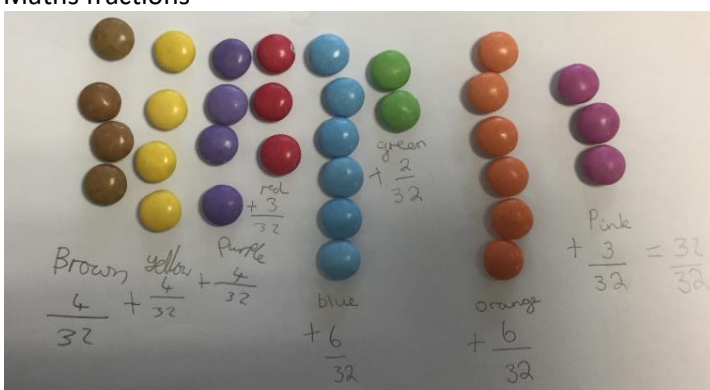 Maths fractions
Brown
4
32
+
yellow
4
32
+
Purple
4
32
red
+ 3
32
blue
+ 6
32
green
+ 2
32
orange
+ 6
32
Pink
+ 3
32
= 32
32